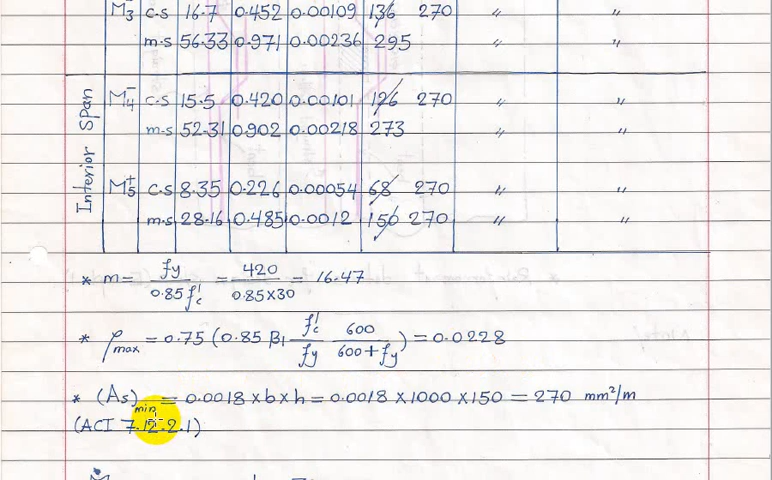 M3⁻ c.s 16.7 0.452 0.00109 136 270 〃 〃
m.s 56.33 0.971 0.00236 295 〃 〃
Interior Span
M4⁻ c.s 15.5 0.420 0.00101 126 270 〃 〃
m.s 52.31 0.902 0.00218 273 〃 〃
M5⁺ c.s 8.35 0.226 0.00054 68 270 〃 〃
m.s 28.16 0.485 0.0012 150 270 〃 〃
* m = fy / 0.85 f'c = 420 / 0.85×30 = 16.47
* ρmax = 0.75 (0.85 β1 f'c / fy 600 / 600+fy) = 0.0228
* (As)min = 0.0018 × b × h = 0.0018 × 1000 × 150 = 270 mm²/m
(ACI 7.12.2.1)